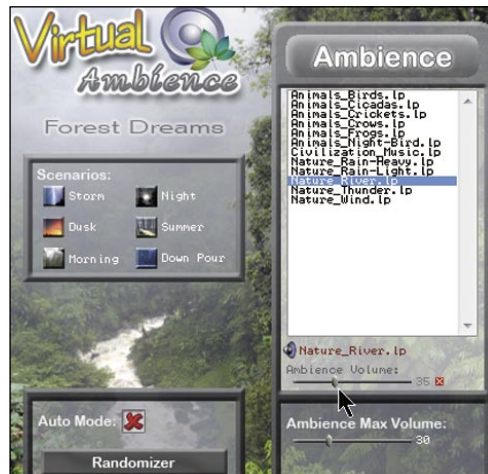 Virtual
Ambience
Forest Dreams
Scenarios:
Storm
Night
Dusk
Summer
Morning
Down Pour
Auto Mode:
Randomizer
Ambience
Animals_Birds.lp
Animals_Cicadas.lp
Animals_Crickets.lp
Animals_Crows.lp
Animals_Frogs.lp
Animals_Night-Bird.lp
Civillization_Music.lp
Nature_Rain-Heavy.lp
Nature_Rain-Light.lp
Nature_River.lp
Nature_Thunder.lp
Nature_Wind.lp
Nature_River.lp
Ambience Volume:
35
Ambience Max Volume:
30